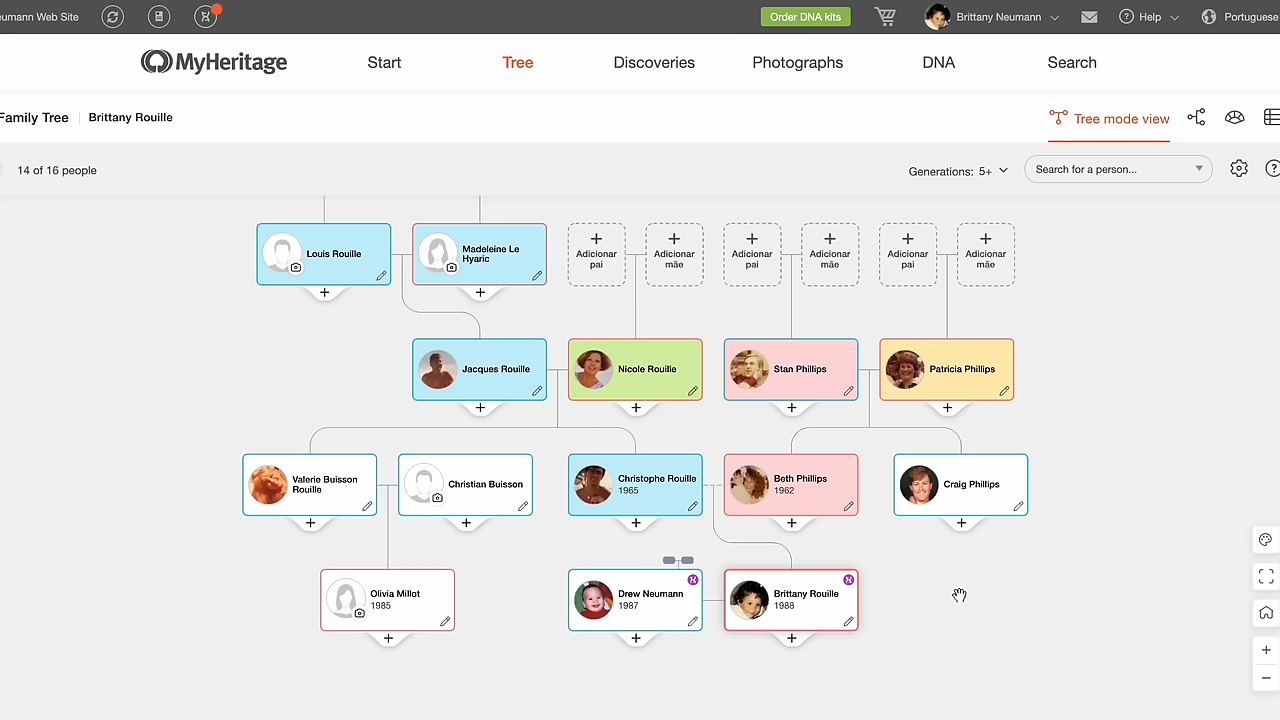 eumann Web Site
Order DNA kits
Brittany Neumann
Help
Portuguese
MyHeritage
Start
Tree
Discoveries
Photographs
DNA
Search
Family Tree
Brittany Rouille
Tree mode view
14 of 16 people
Generations: 5+
Search for a person...
Louis Rouille
Madeleine Le
Hyaric
Adicionar
pai
Adicionar
mãe
Adicionar
pai
Adicionar
mãe
Adicionar
pai
Adicionar
mãe
Jacques Rouille
Nicole Rouille
Stan Phillips
Patricia Phillips
Valerie Buisson
Rouille
Christian Buisson
Christophe Rouille
1965
Beth Phillips
1962
Craig Phillips
Olivia Millot
1985
Drew Neumann
1987
Brittany Rouille
1988